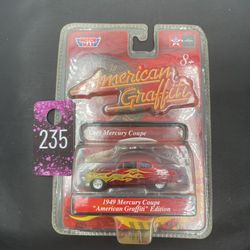 American
Graffiti
235
1949 Mercury Coupe
1949 Mercury Coupe
"American Graffiti" Edition